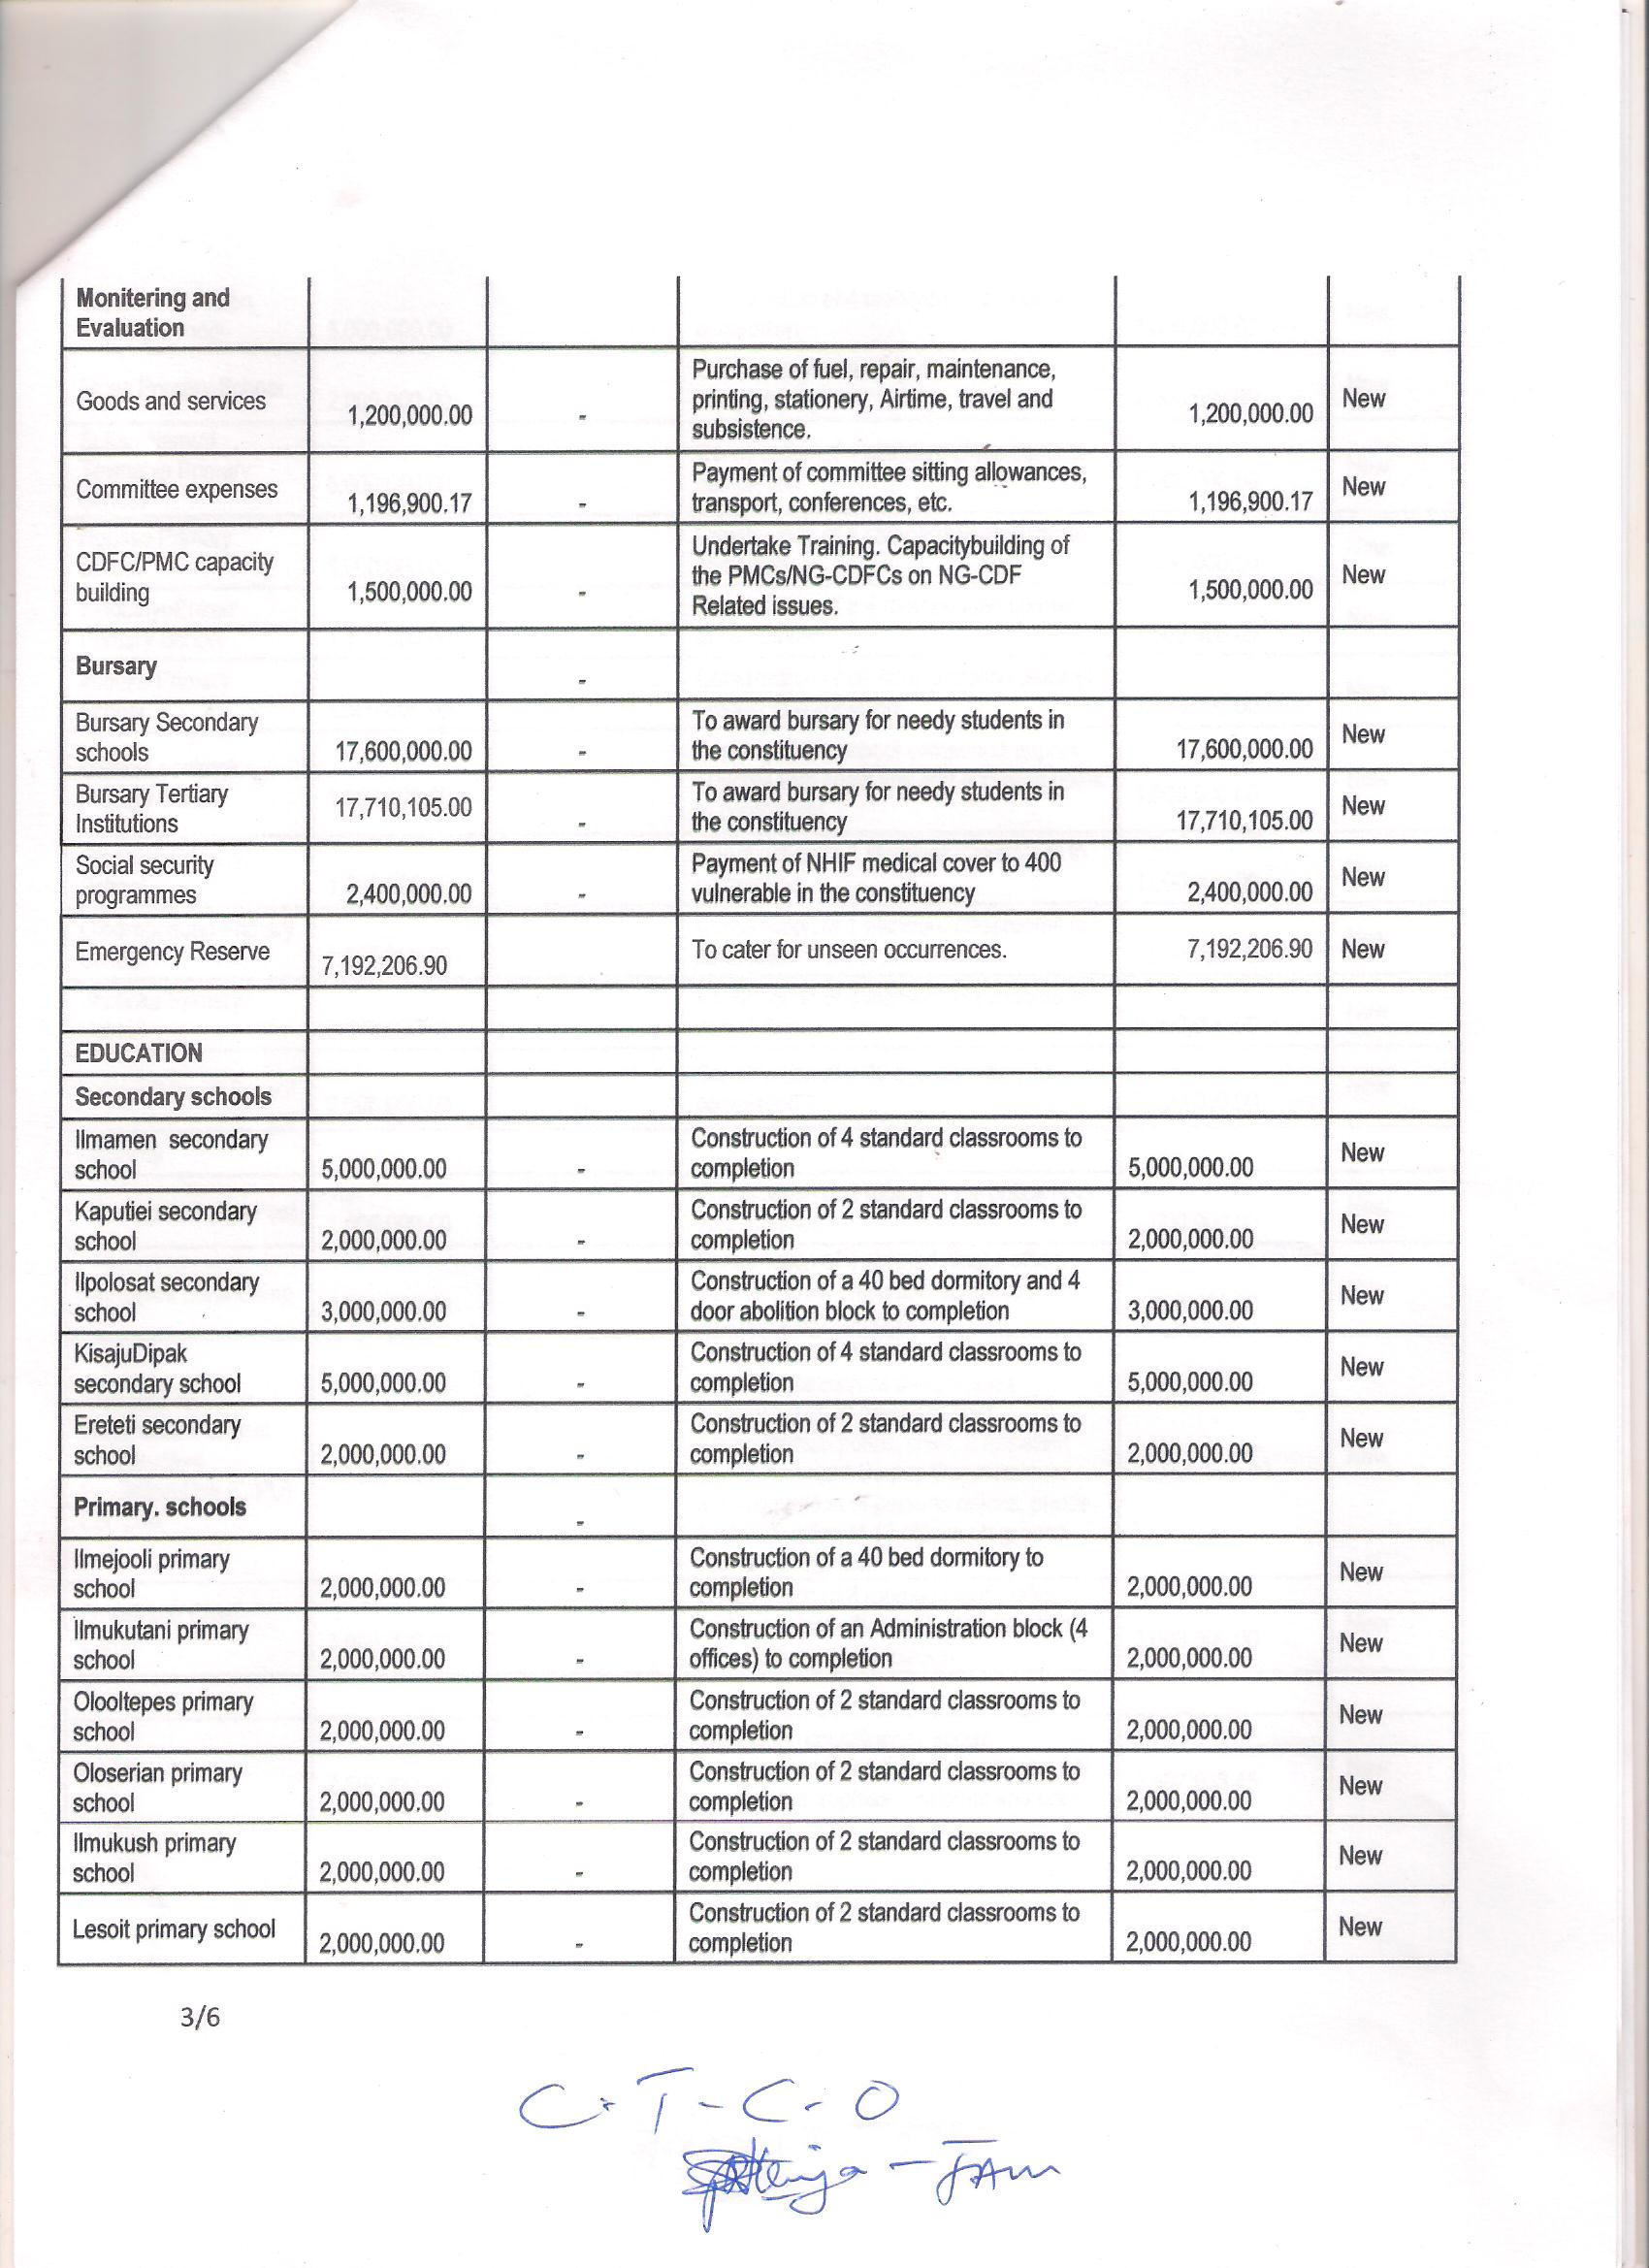 Monitering and
Evaluation
Goods and services
1,200,000.00
-
Purchase of fuel, repair, maintenance,
printing, stationery, Airtime, travel and
subsistence.
1,200,000.00
New
Committee expenses
1,196,900.17
-
Payment of committee sitting allowances,
transport, conferences, etc.
1,196,900.17
New
CDFC/PMC capacity
building
1,500,000.00
-
Undertake Training. Capacitybuilding of
the PMCs/NG-CDFCs on NG-CDF
Related issues.
1,500,000.00
New
Bursary
-
Bursary Secondary
schools
17,600,000.00
-
To award bursary for needy students in
the constituency
17,600,000.00
New
Bursary Tertiary
Institutions
17,710,105.00
-
To award bursary for needy students in
the constituency
17,710,105.00
New
Social security
programmes
2,400,000.00
-
Payment of NHIF medical cover to 400
vulnerable in the constituency
2,400,000.00
New
Emergency Reserve
7,192,206.90
To cater for unseen occurrences.
7,192,206.90
New
EDUCATION
Secondary schools
Ilmamen secondary
school
5,000,000.00
-
Construction of 4 standard classrooms to
completion
5,000,000.00
New
Kaputiei secondary
school
2,000,000.00
-
Construction of 2 standard classrooms to
completion
2,000,000.00
New
Ilpolosat secondary
school
3,000,000.00
-
Construction of a 40 bed dormitory and 4
door abolition block to completion
3,000,000.00
New
KisajuDipak
secondary school
5,000,000.00
-
Construction of 4 standard classrooms to
completion
5,000,000.00
New
Ereteti secondary
school
2,000,000.00
-
Construction of 2 standard classrooms to
completion
2,000,000.00
New
Primary. schools
-
Ilmejooli primary
school
2,000,000.00
-
Construction of a 40 bed dormitory to
completion
2,000,000.00
New
Ilmukutani primary
school
2,000,000.00
-
Construction of an Administration block (4
offices) to completion
2,000,000.00
New
Olooltepes primary
school
2,000,000.00
-
Construction of 2 standard classrooms to
completion
2,000,000.00
New
Oloserian primary
school
2,000,000.00
-
Construction of 2 standard classrooms to
completion
2,000,000.00
New
Ilmukush primary
school
2,000,000.00
-
Construction of 2 standard classrooms to
completion
2,000,000.00
New
Lesoit primary school
2,000,000.00
-
Construction of 2 standard classrooms to
completion
2,000,000.00
New
3/6
C.T-C.O
- FAM